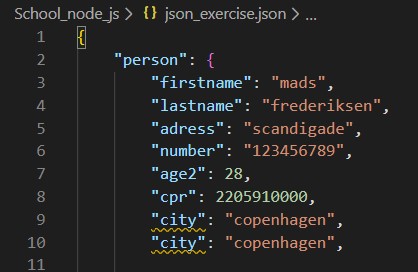 School_node_js > {} json_exercise.json > ...
1 {
2 "person": {
3 "firstname": "mads",
4 "lastname": "frederiksen",
5 "adress": "scandigade",
6 "number": "123456789",
7 "age2": 28,
8 "cpr": 2205910000,
9 "city": "copenhagen",
10 "city": "copenhagen",
11